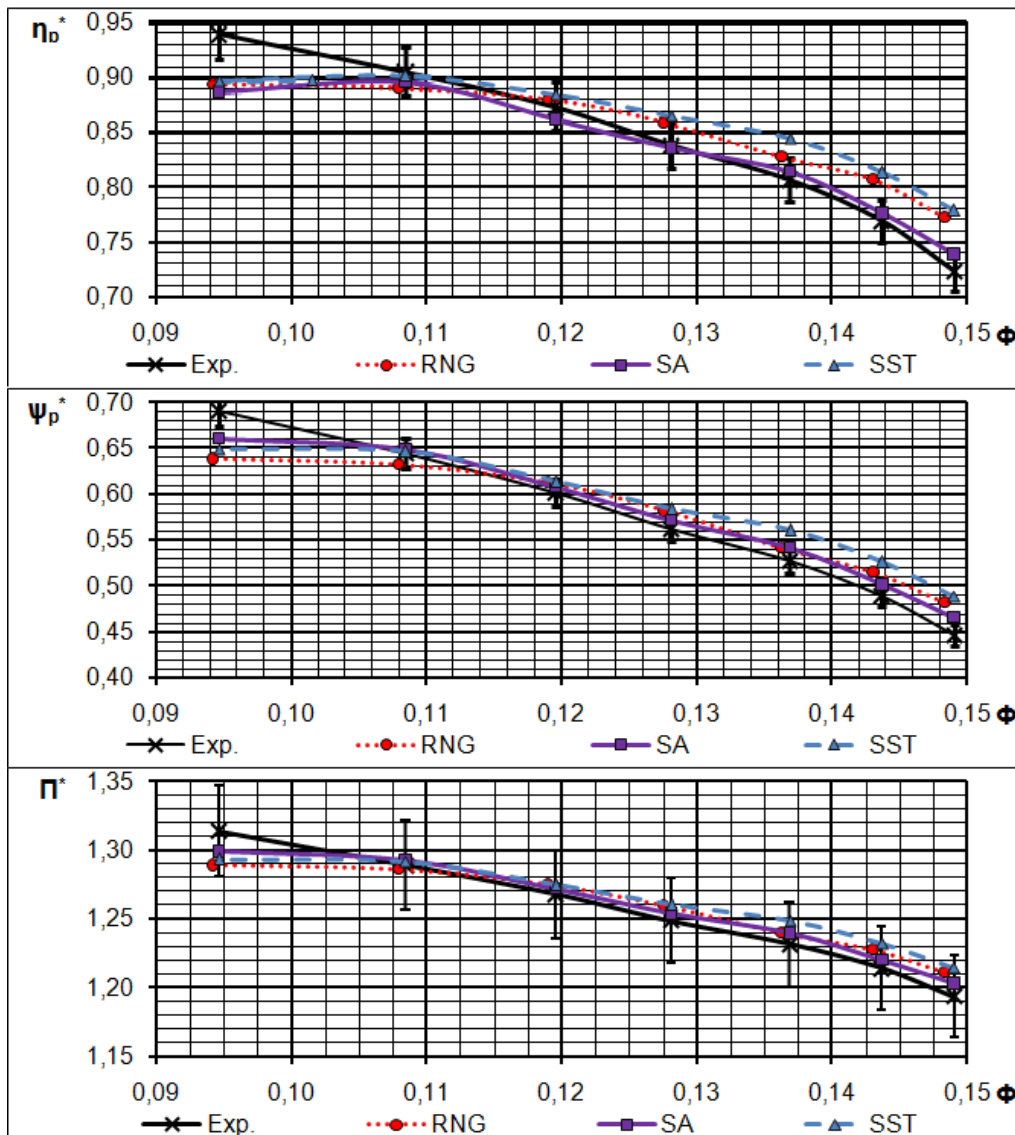 ηp*
0,95
0,90
0,85
0,80
0,75
0,70
0,09 0,10 0,11 0,12 0,13 0,14 0,15 Φ
Exp. RNG SA SST
Ψp*
0,70
0,65
0,60
0,55
0,50
0,45
0,40
0,09 0,10 0,11 0,12 0,13 0,14 0,15 Φ
Exp. RNG SA SST
Π*
1,35
1,30
1,25
1,20
1,15
0,09 0,10 0,11 0,12 0,13 0,14 0,15 Φ
Exp. RNG SA SST